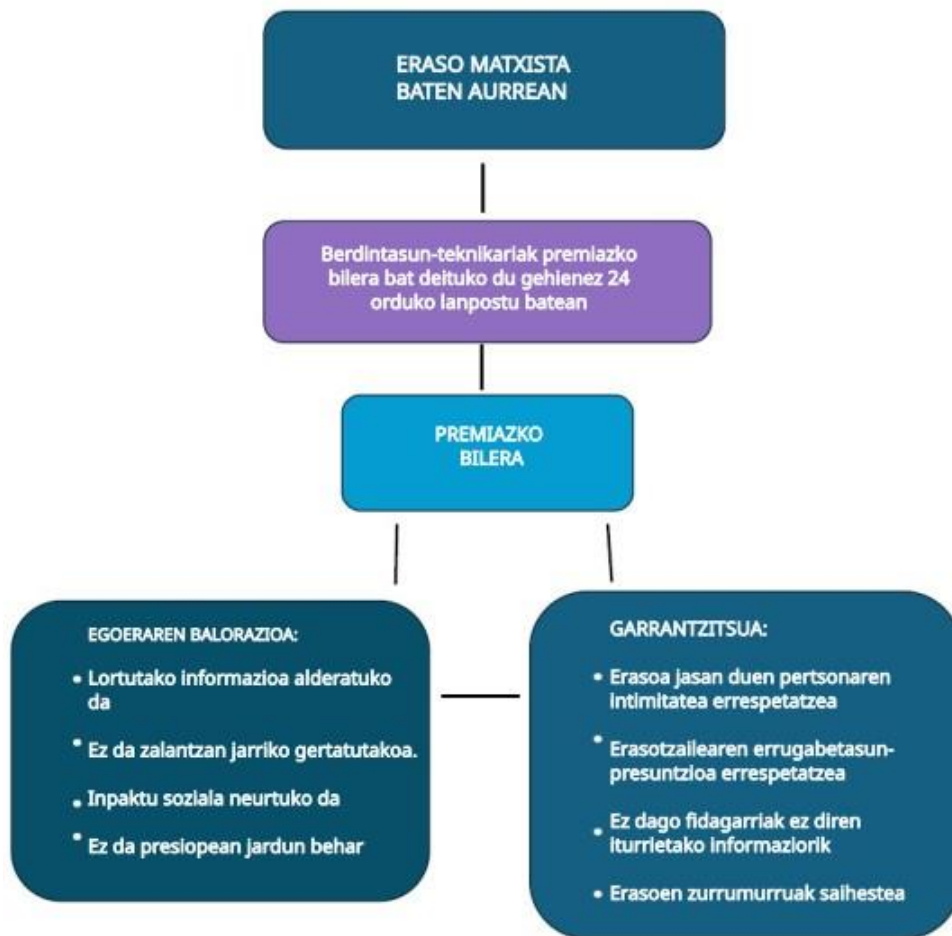 ERASO MATXISTA
BATEN AURREAN
Berdintasun-teknikariak premiazko
bilera bat deituko du gehienez 24
orduko lanpostu batean
PREMIAZKO
BILERA
EGOERAREN BALORAZIOA:
• Lortutako informazioa alderatuko
da
• Ez da zalantzan jarriko gertatutakoa.
• Inpaktu soziala neurtuko da
• Ez da presiopean jardun behar
GARRANTZITSUA:
• Erasoa jasan duen pertsonaren
intimitatea errespetatzea
• Erasotzailearen errugabetasun-
presuntzioa errespetatzea
• Ez dago fidagarriak ez diren
iturrietako informaziorik
• Erasoen zurrumurruak saihestea